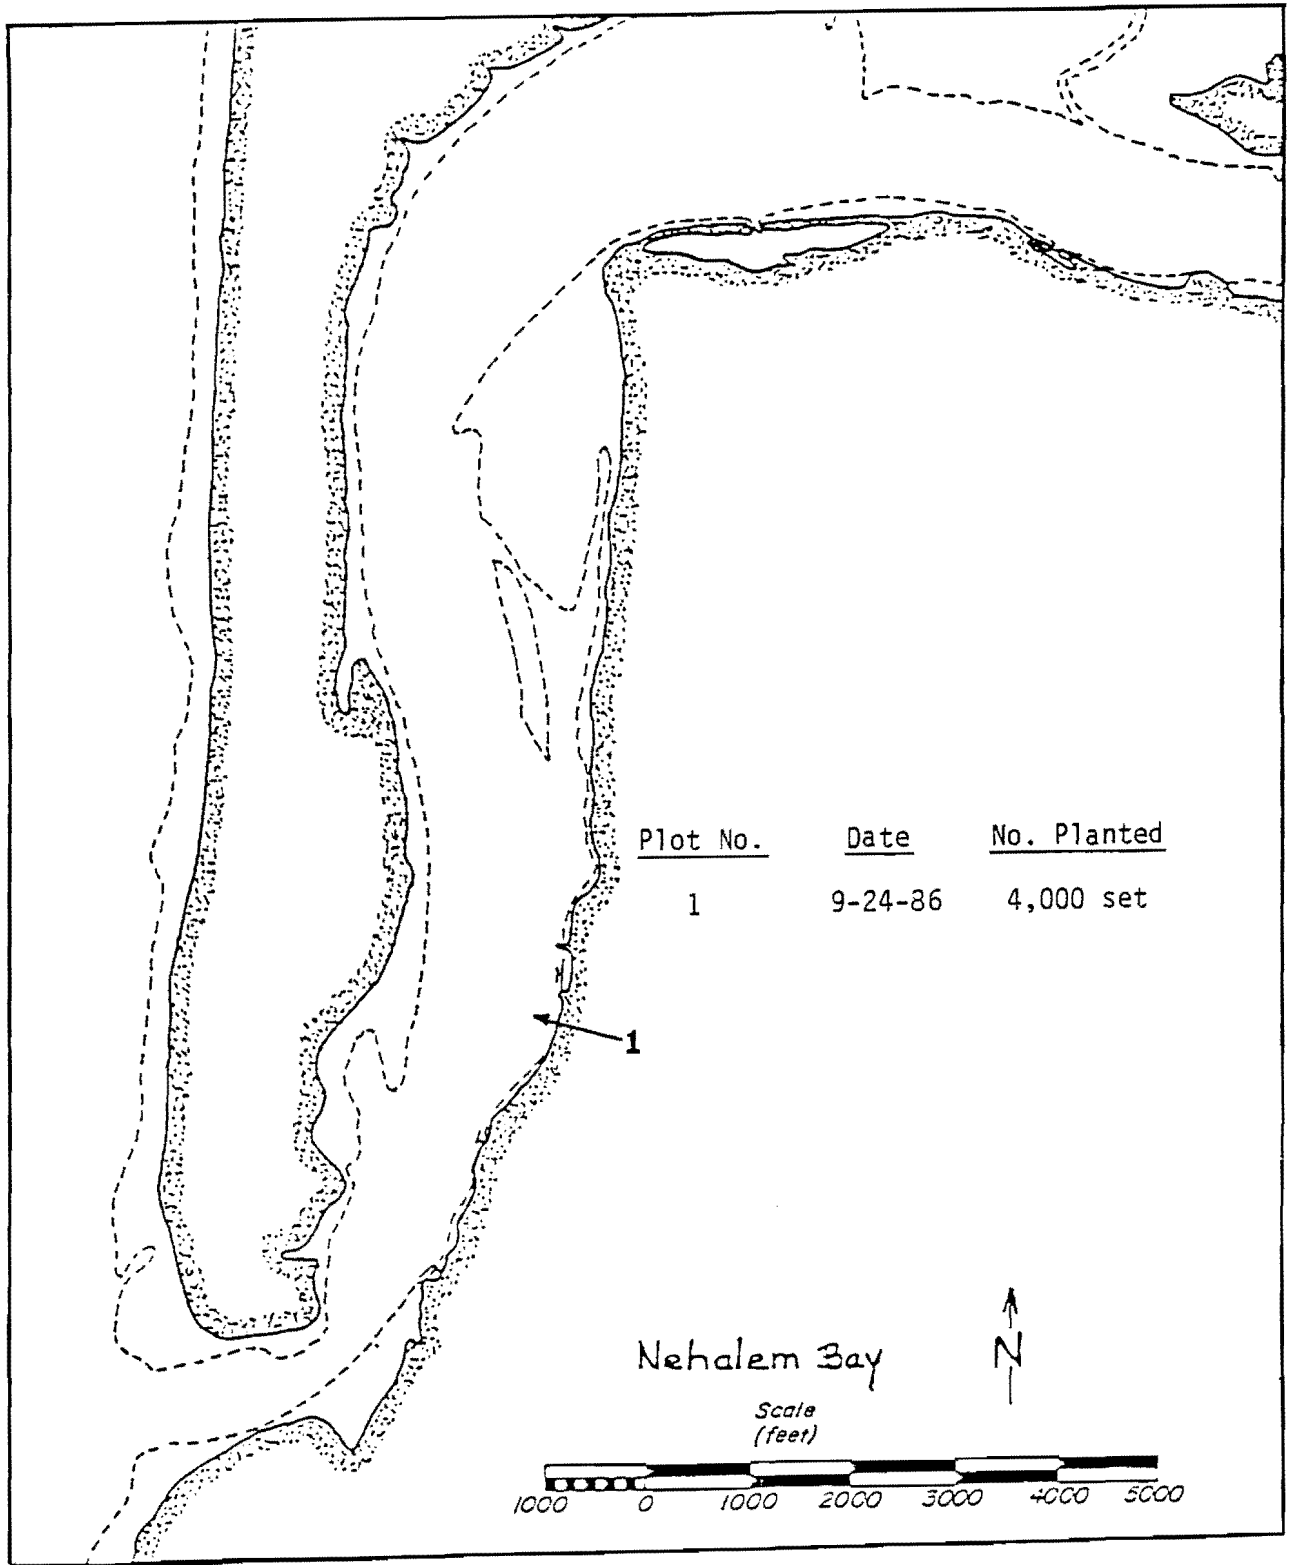 Plot No. Date No. Planted
1 9-24-86 4,000 set
1
Nehalem Bay
N
Scale
(feet)
1000 0 1000 2000 3000 4000 5000